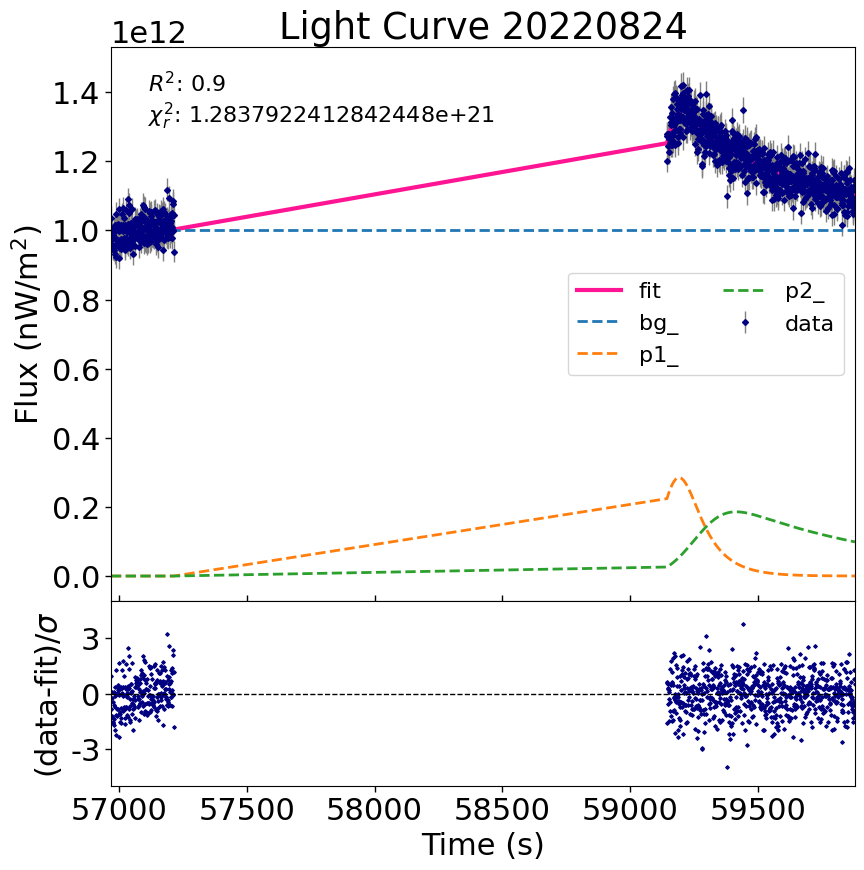 Light Curve 20220824
1e12
R²: 0.9
χ²ᵣ: 1.2837922412842448e+21
1.4
1.2
1.0
0.8
0.6
0.4
0.2
0.0
Flux (nW/m²)
fit
bg_
p1_
p2_
data
3
0
-3
(data-fit)/σ
57000 57500 58000 58500 59000 59500
Time (s)